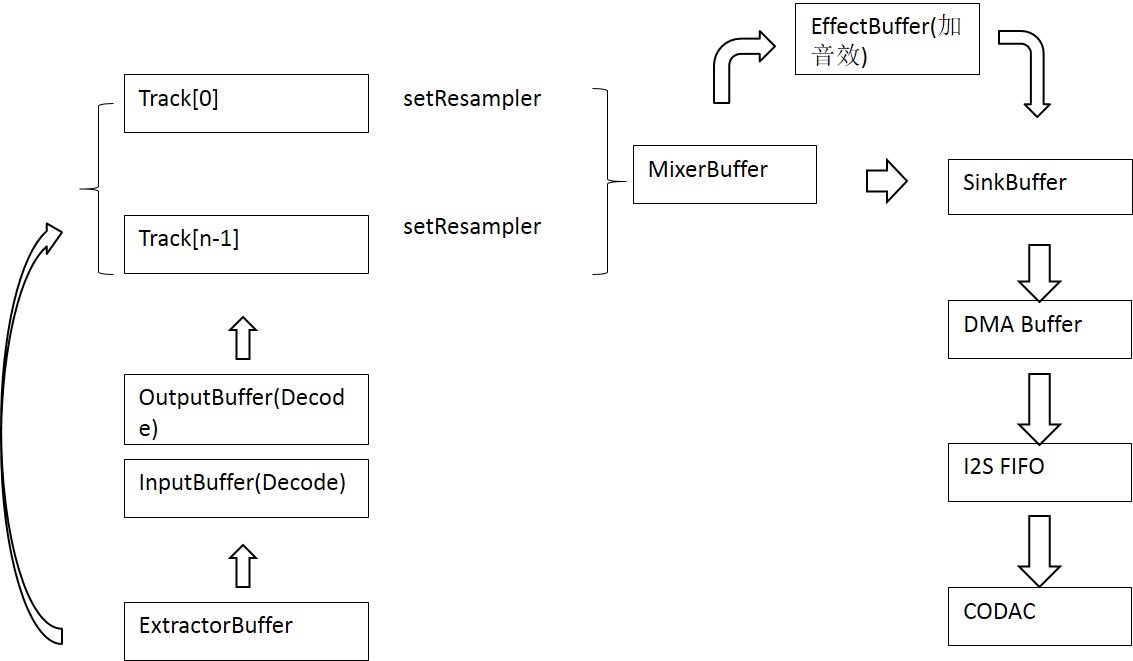 EffectBuffer(加
音效)
Track[0]
setResampler
MixerBuffer
SinkBuffer
Track[n-1]
setResampler
DMA Buffer
OutputBuffer(Decod
e)
InputBuffer(Decode)
I2S FIFO
ExtractorBuffer
CODAC